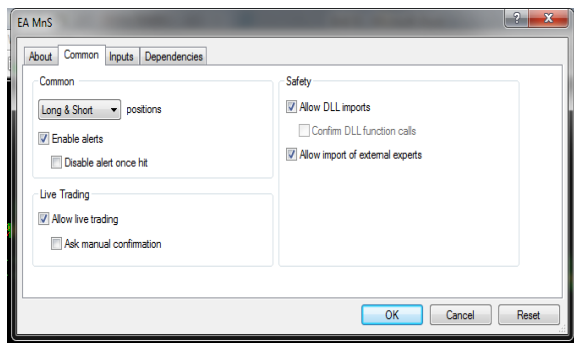 EA MnS
?
X
About Common Inputs Dependencies
Common
Long & Short positions
Enable alerts
Disable alert once hit
Live Trading
Allow live trading
Ask manual confirmation
Safety
Allow DLL imports
Confirm DLL function calls
Allow import of external experts
OK Cancel Reset